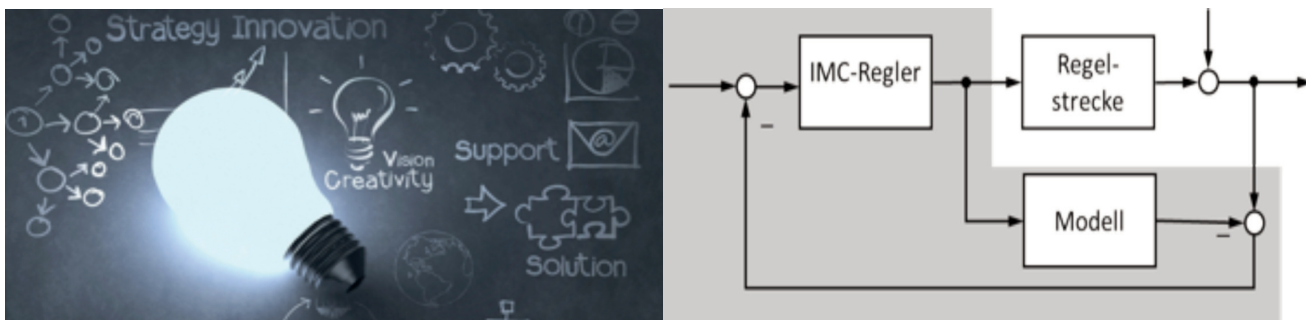 Strategy Innovation
Vision
Creativity
Support
@
Solution
IMC-Regler
Regel-
strecke
Modell
–
–